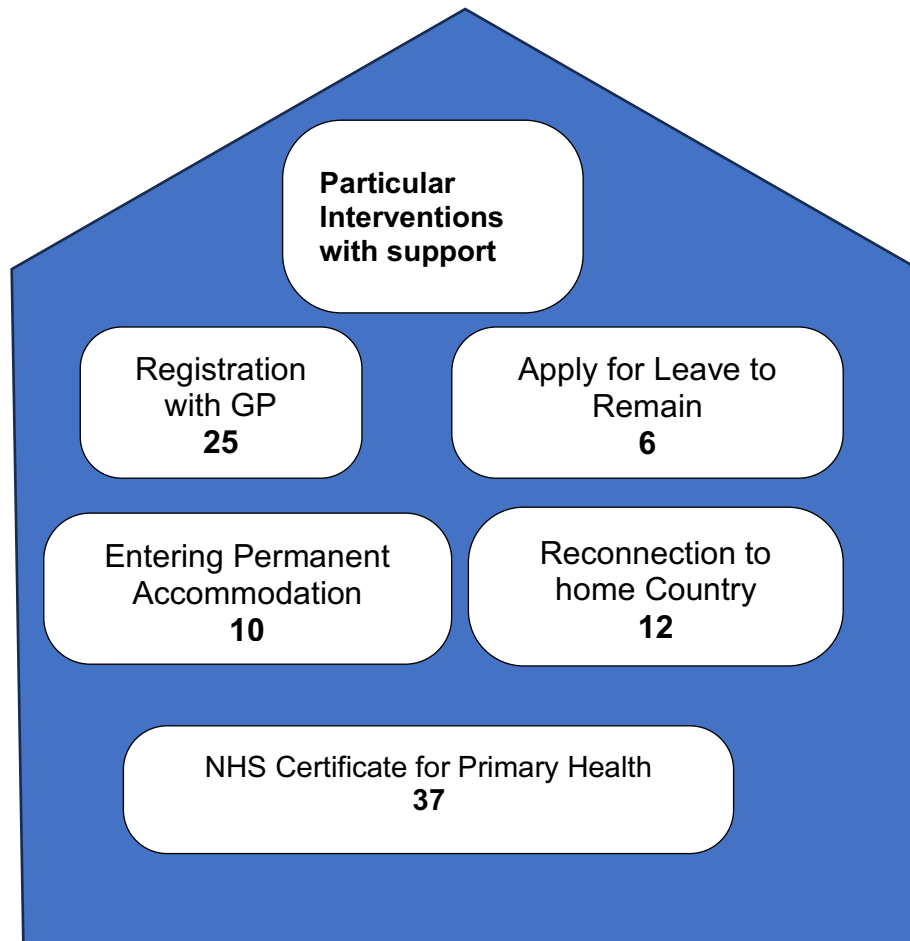 Particular
Interventions
with support
Registration
with GP
25
Apply for Leave to
Remain
6
Entering Permanent
Accommodation
10
Reconnection to
home Country
12
NHS Certificate for Primary Health
37